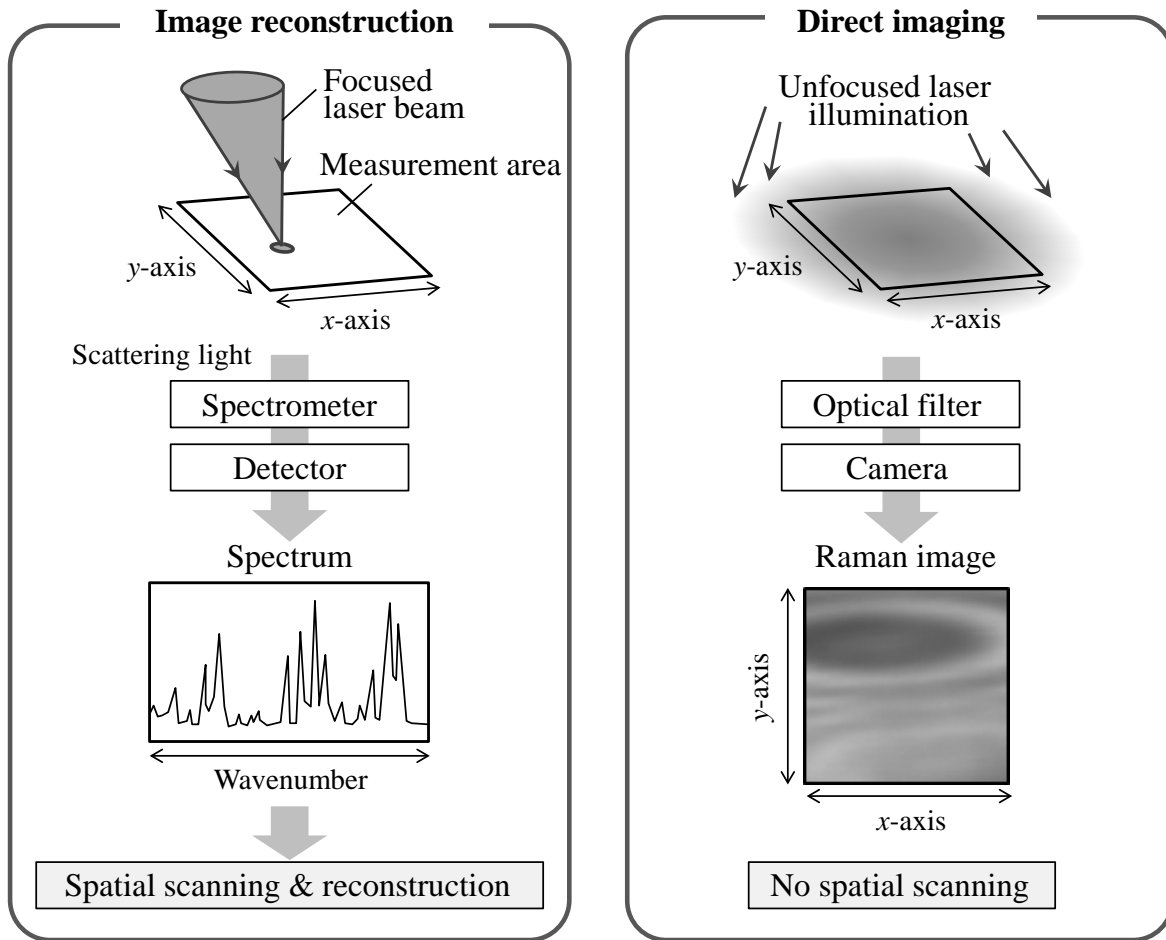 Image reconstruction
Focused
laser beam
Measurement area
y-axis
x-axis
Scattering light
Spectrometer
Detector
Spectrum
Wavenumber
Spatial scanning & reconstruction
Direct imaging
Unfocused laser
illumination
y-axis
x-axis
Optical filter
Camera
Raman image
y-axis
x-axis
No spatial scanning